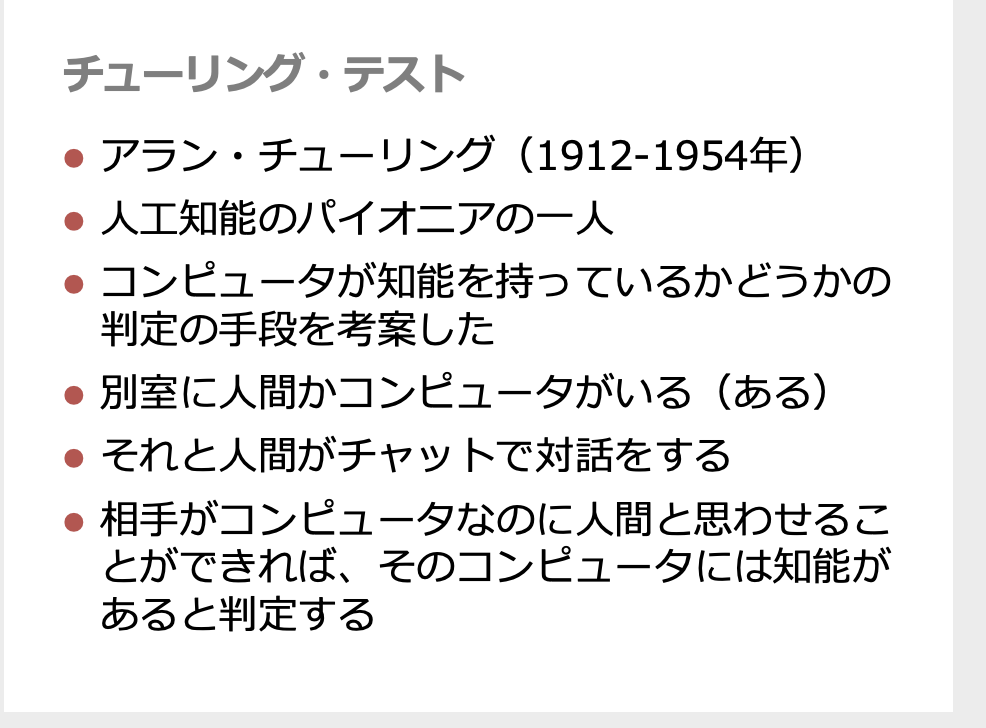 チューリング・テスト
● アラン・チューリング（1912-1954年）
● 人工知能のパイオニアの一人
● コンピュータが知能を持っているかどうかの
判定の手段を考案した
● 別室に人間かコンピュータがいる（ある）
● それと人間がチャットで対話をする
● 相手がコンピュータなのに人間と思わせるこ
とができれば、そのコンピュータには知能が
あると判定する